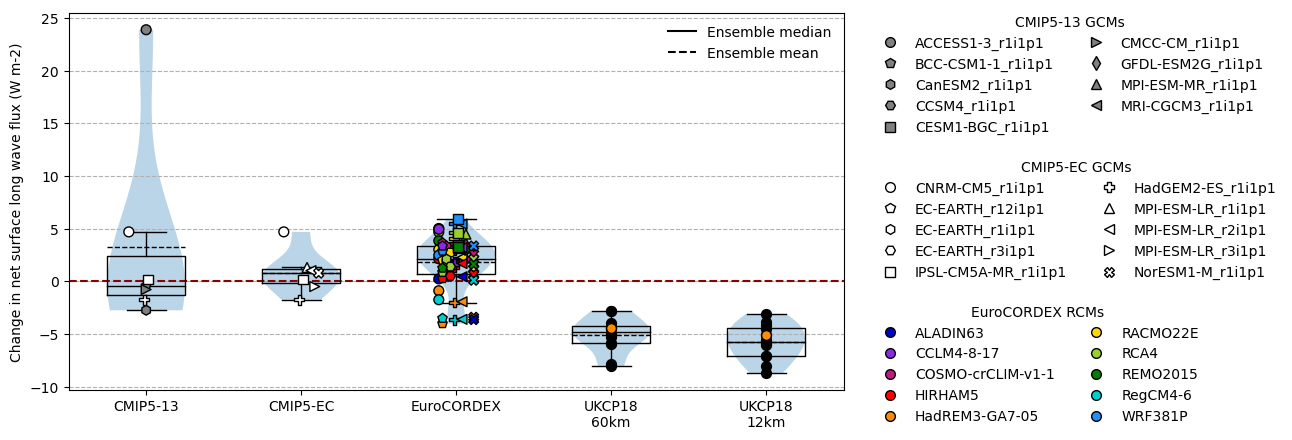 Change in net surface long wave flux (W m-2)
25
20
15
10
5
0
−5
−10
Ensemble median
Ensemble mean
CMIP5-13
CMIP5-EC
EuroCORDEX
UKCP18
60km
UKCP18
12km
CMIP5-13 GCMs
ACCESS1-3_r1i1p1
BCC-CSM1-1_r1i1p1
CanESM2_r1i1p1
CCSM4_r1i1p1
CESM1-BGC_r1i1p1
CMCC-CM_r1i1p1
GFDL-ESM2G_r1i1p1
MPI-ESM-MR_r1i1p1
MRI-CGCM3_r1i1p1
CMIP5-EC GCMs
CNRM-CM5_r1i1p1
EC-EARTH_r12i1p1
EC-EARTH_r1i1p1
EC-EARTH_r3i1p1
IPSL-CM5A-MR_r1i1p1
HadGEM2-ES_r1i1p1
MPI-ESM-LR_r1i1p1
MPI-ESM-LR_r2i1p1
MPI-ESM-LR_r3i1p1
NorESM1-M_r1i1p1
EuroCORDEX RCMs
ALADIN63
CCLM4-8-17
COSMO-crCLIM-v1-1
HIRHAM5
HadREM3-GA7-05
RACMO22E
RCA4
REMO2015
RegCM4-6
WRF381P